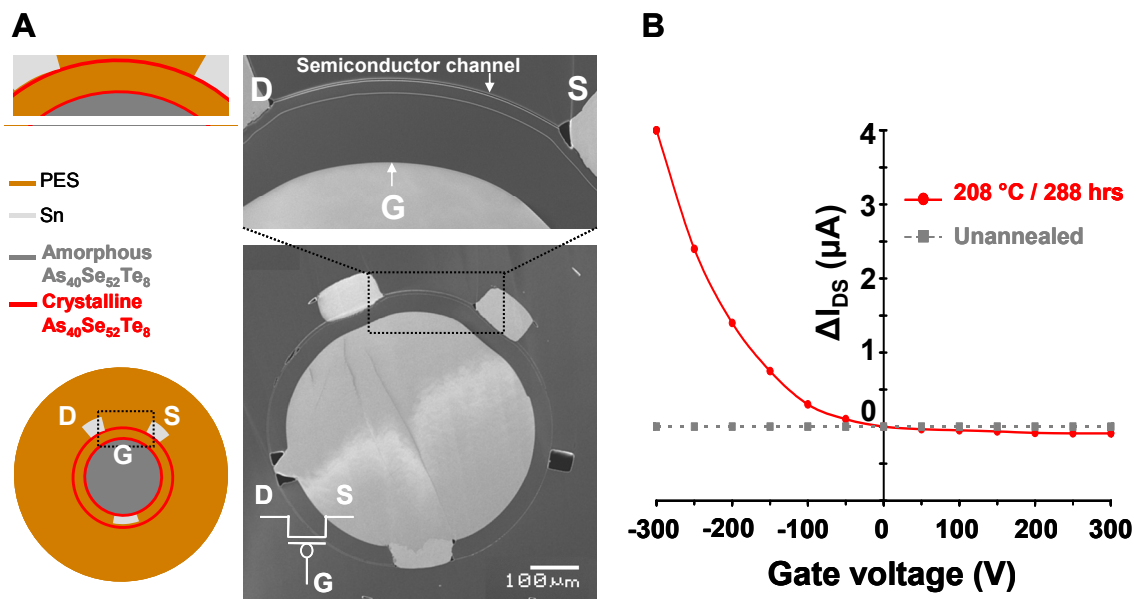 A
D
Semiconductor channel
S
G
PES
Sn
Amorphous
As40Se52Te8
Crystalline
As40Se52Te8
D
S
G
D
S
G
100μm
B
4
3
2
1
0
ΔIDS (μA)
208 °C / 288 hrs
Unannealed
-300
-200
-100
0
100
200
300
Gate voltage (V)